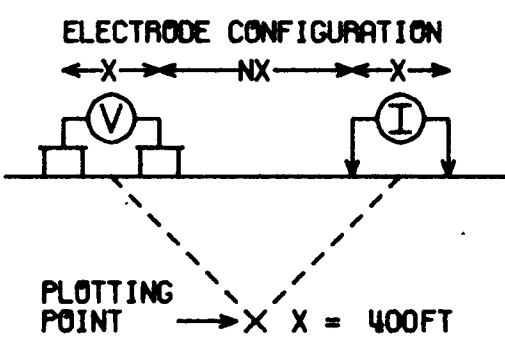 ELECTRODE CONFIGURATION
X NX X
V I
PLOTTING
POINT X X = 400FT